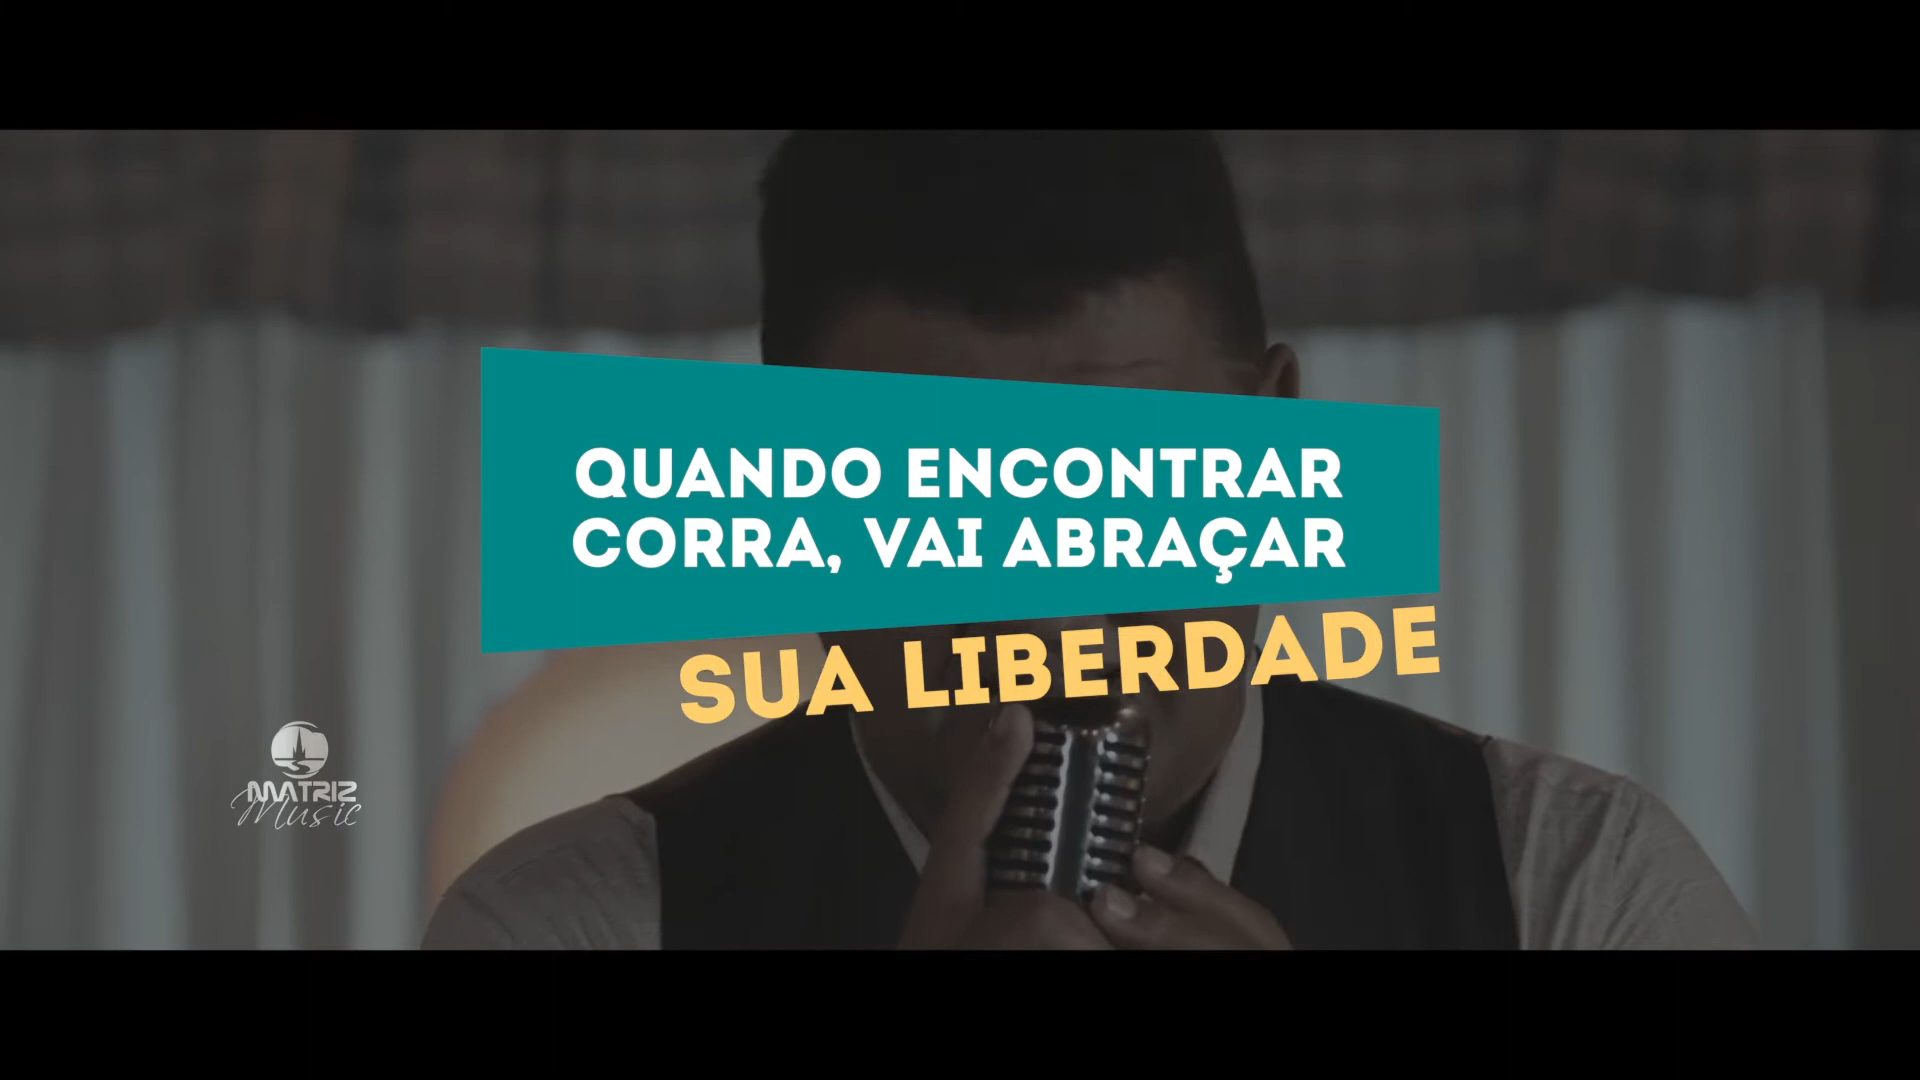 QUANDO ENCONTRAR
CORRA, VAI ABRAÇAR
SUA LIBERDADE
MATRIZ
Music